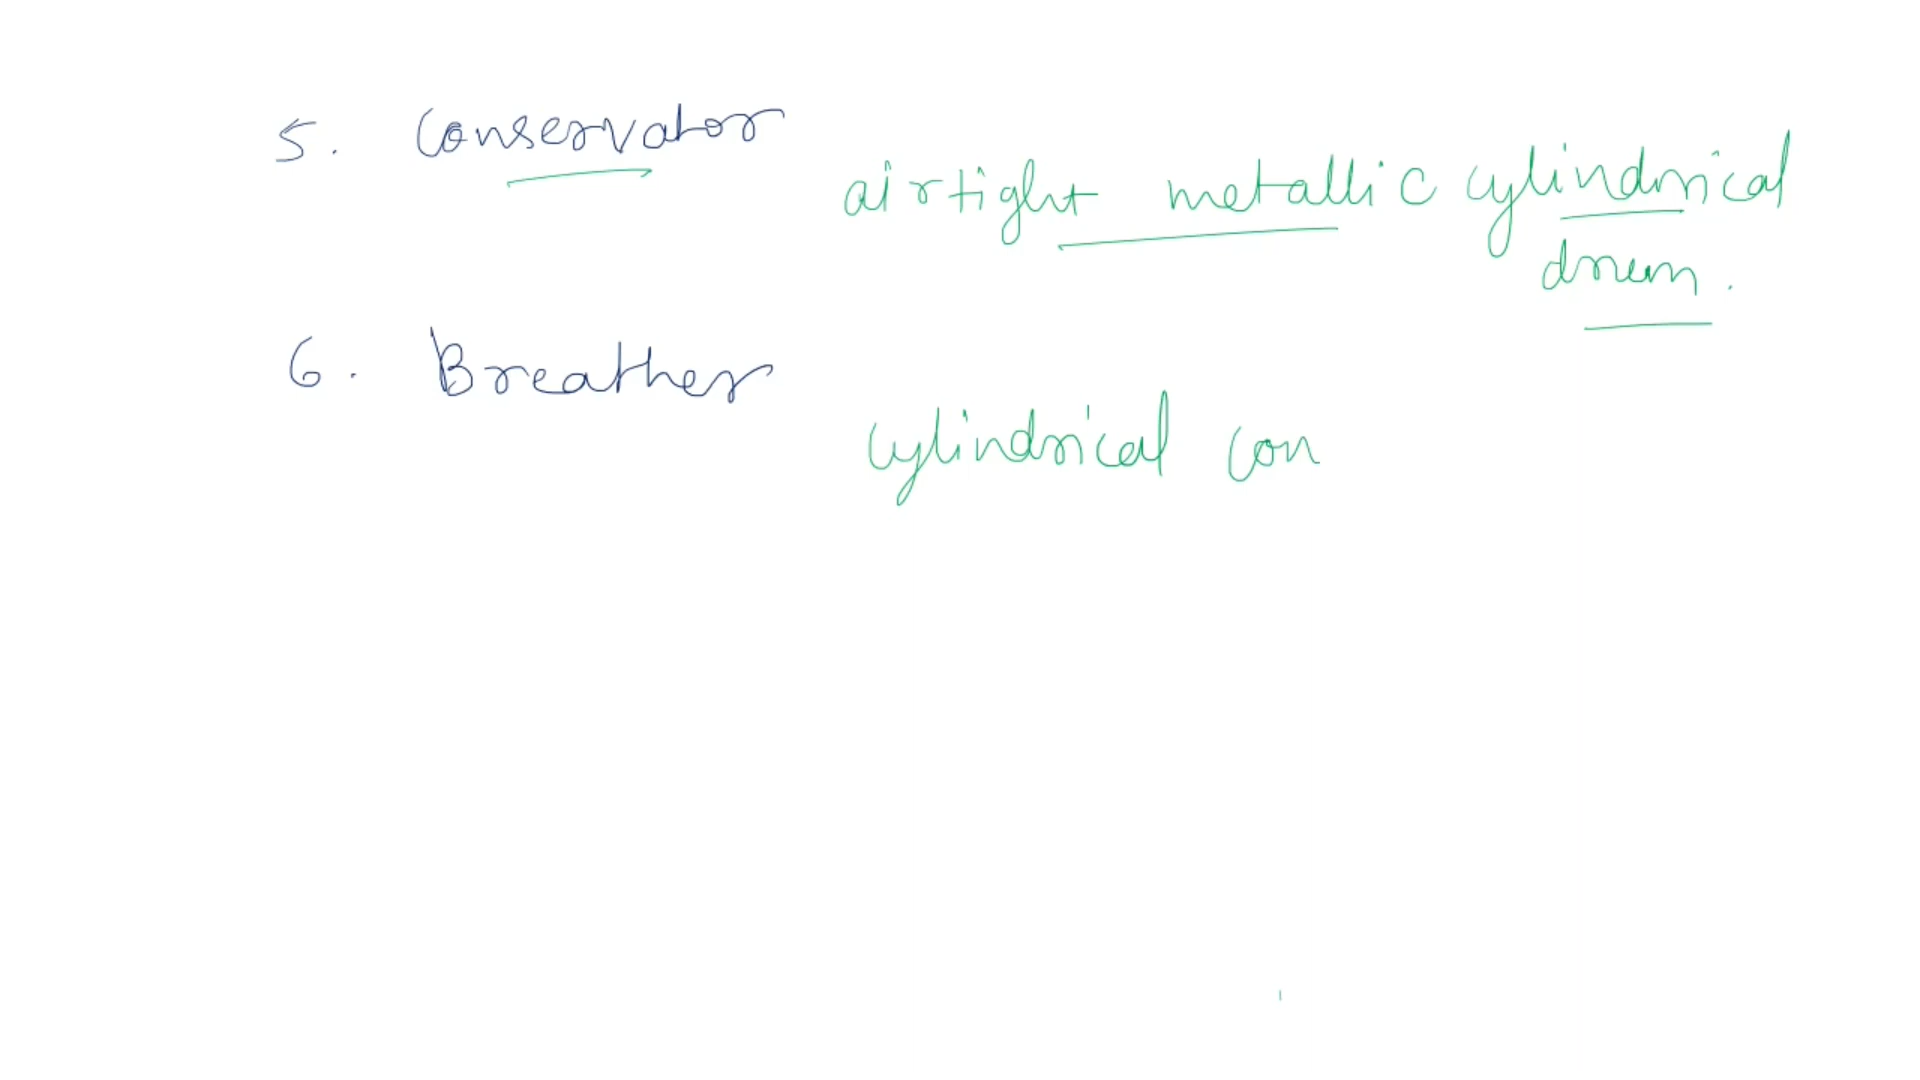 5. Conservator
airtight metallic cylindrical
drum.
6. Breather
cylindrical con